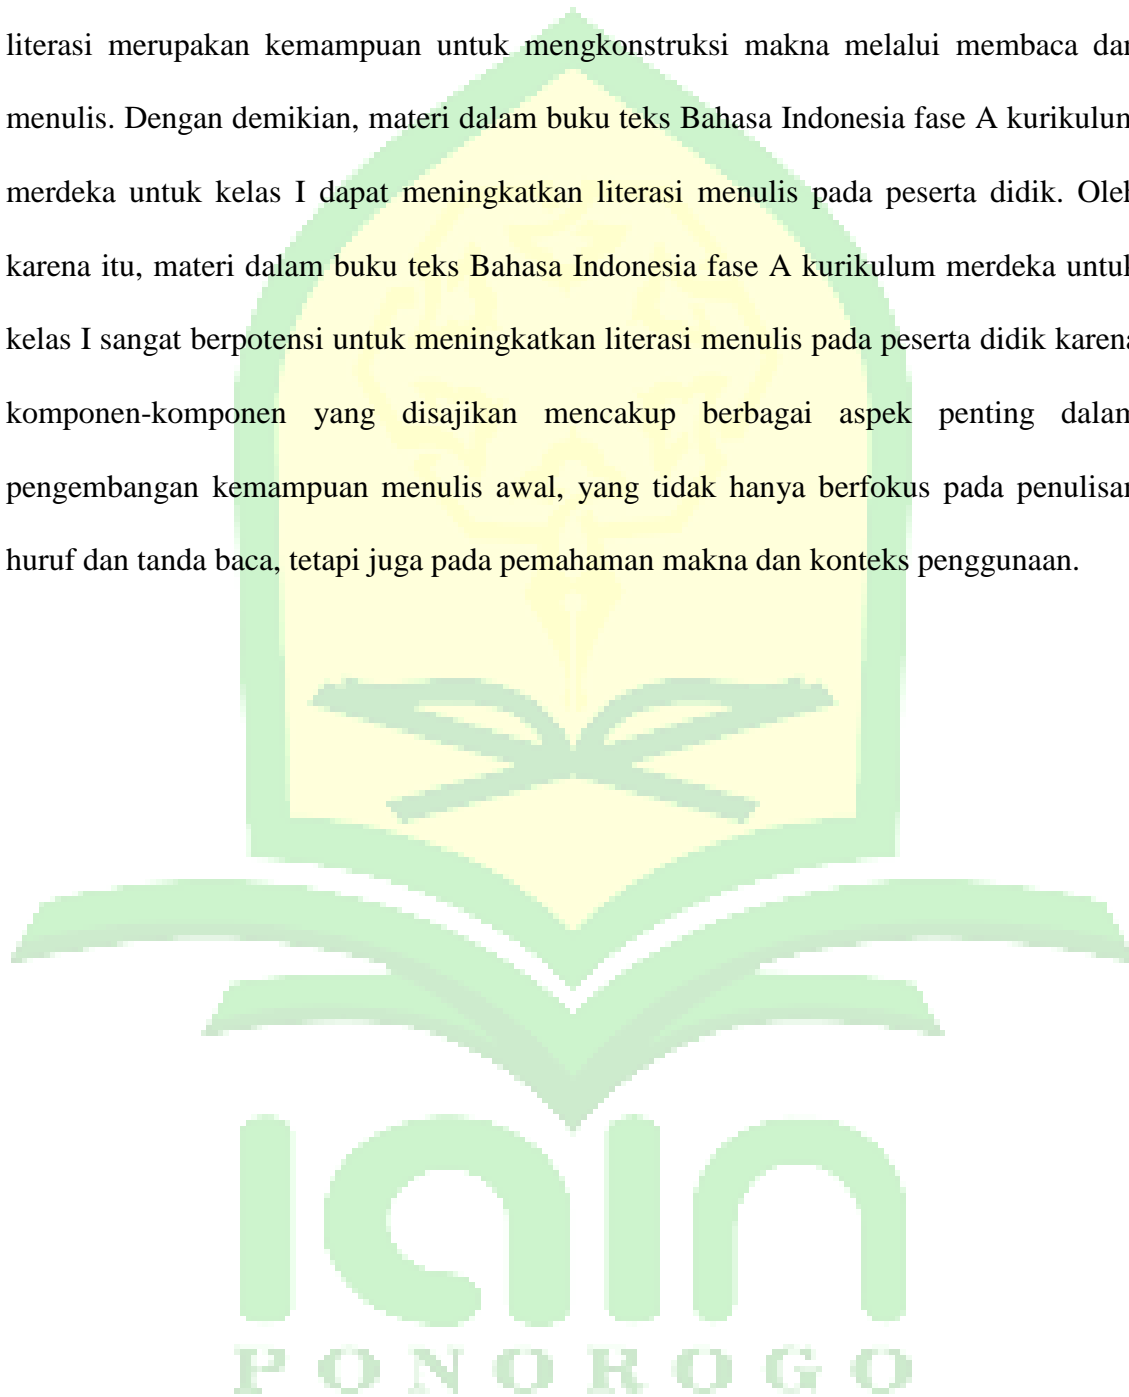 literasi merupakan kemampuan untuk mengkonstruksi makna melalui membaca dan
menulis. Dengan demikian, materi dalam buku teks Bahasa Indonesia fase A kurikulum
merdeka untuk kelas I dapat meningkatkan literasi menulis pada peserta didik. Oleh
karena itu, materi dalam buku teks Bahasa Indonesia fase A kurikulum merdeka untuk
kelas I sangat berpotensi untuk meningkatkan literasi menulis pada peserta didik karena
komponen-komponen yang disajikan mencakup berbagai aspek penting dalam
pengembangan kemampuan menulis awal, yang tidak hanya berfokus pada penulisan
huruf dan tanda baca, tetapi juga pada pemahaman makna dan konteks penggunaan.
iain
PONOROGO